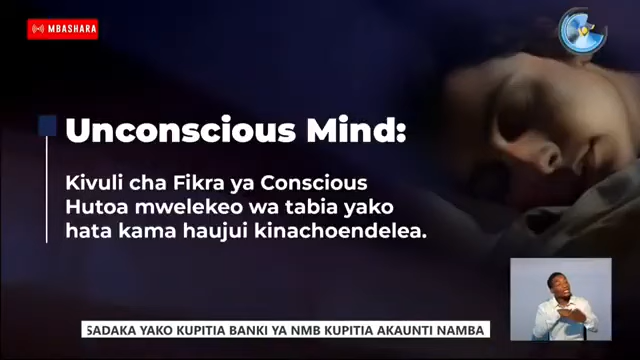 MBASHARA
Unconscious Mind:
Kivuli cha Fikra ya Conscious
Hutoa mwelekeo wa tabia yako
hata kama haujui kinachoendelea.
SADAKA YAKO KUPITIA BANKI YA NMB KUPITIA AKAUNTI NAMBA